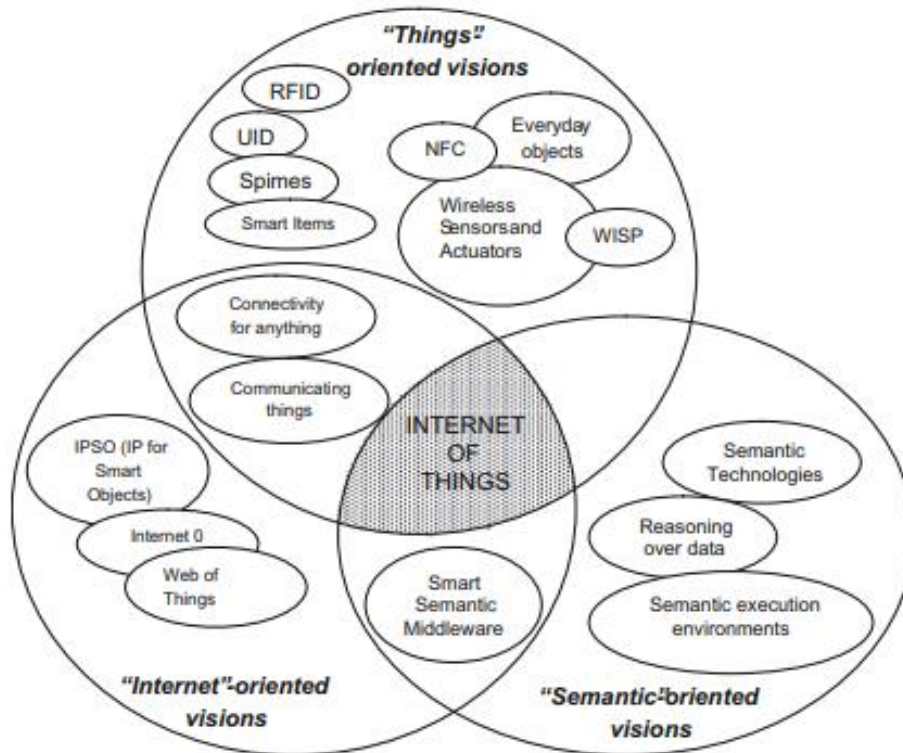 “Things”-
oriented visions
RFID
UID
Spimes
Smart Items
NFC
Everyday
objects
Wireless
Sensorsand
Actuators
WISP
Connectivity
for anything
Communicating
things
INTERNET
OF
THINGS
IPSO (IP for
Smart
Objects)
Internet 0
Web of
Things
Semantic
Technologies
Reasoning
over data
Semantic execution
environments
Smart
Semantic
Middleware
“Internet”-oriented
visions
“Semantic”-oriented
visions